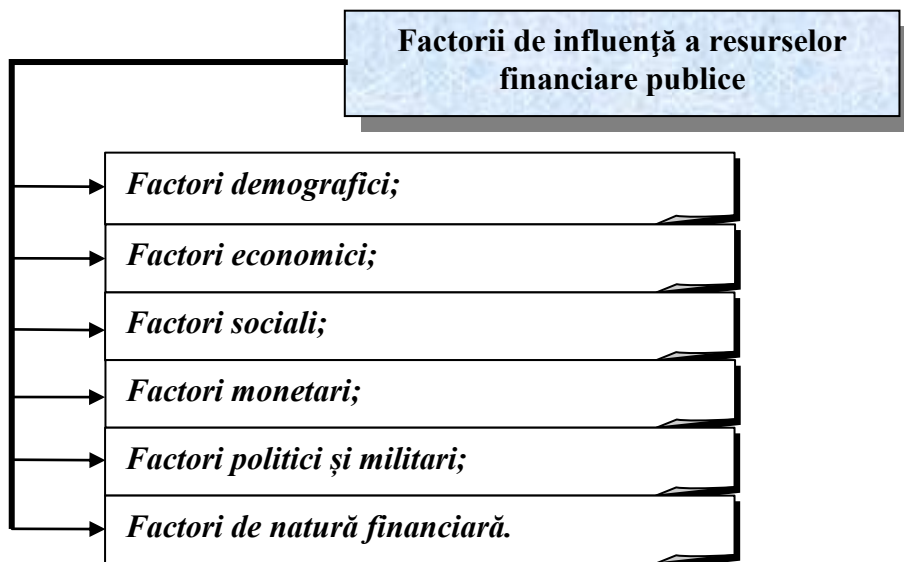 Factorii de influenţă a resurselor
financiare publice
Factori demografici;
Factori economici;
Factori sociali;
Factori monetari;
Factori politici și militari;
Factori de natură financiară.